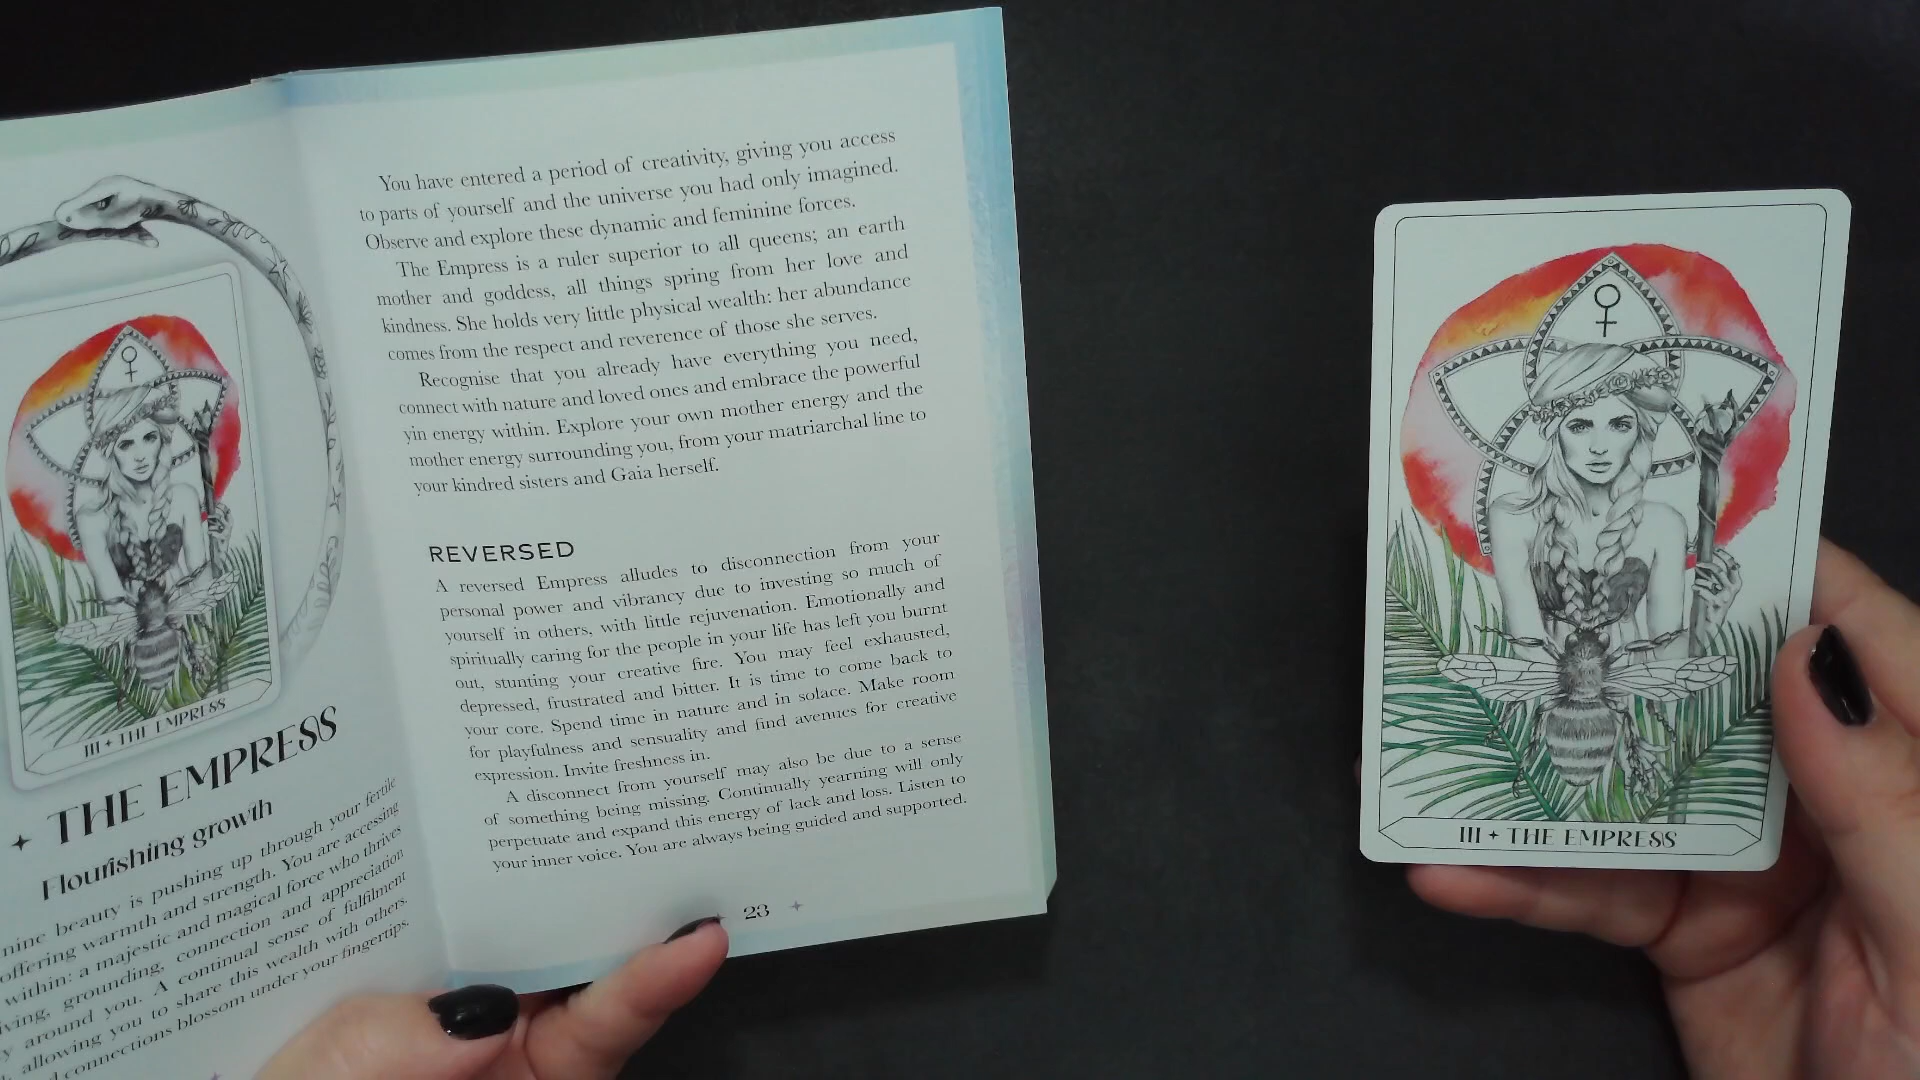 III ✦ THE EMPRESS
✦ THE EMPRESS
Flourishing growth
beauty is pushing up through your fertile
offering warmth and strength. You are accessing
within: a majestic and magical force who thrives
grounding, connection and appreciation
around you. A continual sense of fulfilment
allowing you to share this wealth with others.
connections blossom under your fingertips.
You have entered a period of creativity, giving you access
to parts of yourself and the universe you had only imagined.
Observe and explore these dynamic and feminine forces.
The Empress is a ruler superior to all queens; an earth
mother and goddess, all things spring from her love and
kindness. She holds very little physical wealth: her abundance
comes from the respect and reverence of those she serves.
Recognise that you already have everything you need,
connect with nature and loved ones and embrace the powerful
yin energy within. Explore your own mother energy and the
mother energy surrounding you, from your matriarchal line to
your kindred sisters and Gaia herself.
REVERSED
A reversed Empress alludes to disconnection from your
personal power and vibrancy due to investing so much of
yourself in others, with little rejuvenation. Emotionally and
spiritually caring for the people in your life has left you burnt
out, stunting your creative fire. You may feel exhausted,
depressed, frustrated and bitter. It is time to come back to
your core. Spend time in nature and in solace. Make room
for playfulness and sensuality and find avenues for creative
expression. Invite freshness in.
A disconnect from yourself may also be due to a sense
of something being missing. Continually yearning will only
perpetuate and expand this energy of lack and loss. Listen to
your inner voice. You are always being guided and supported.
✦ 23 ✦
III ✦ THE EMPRESS